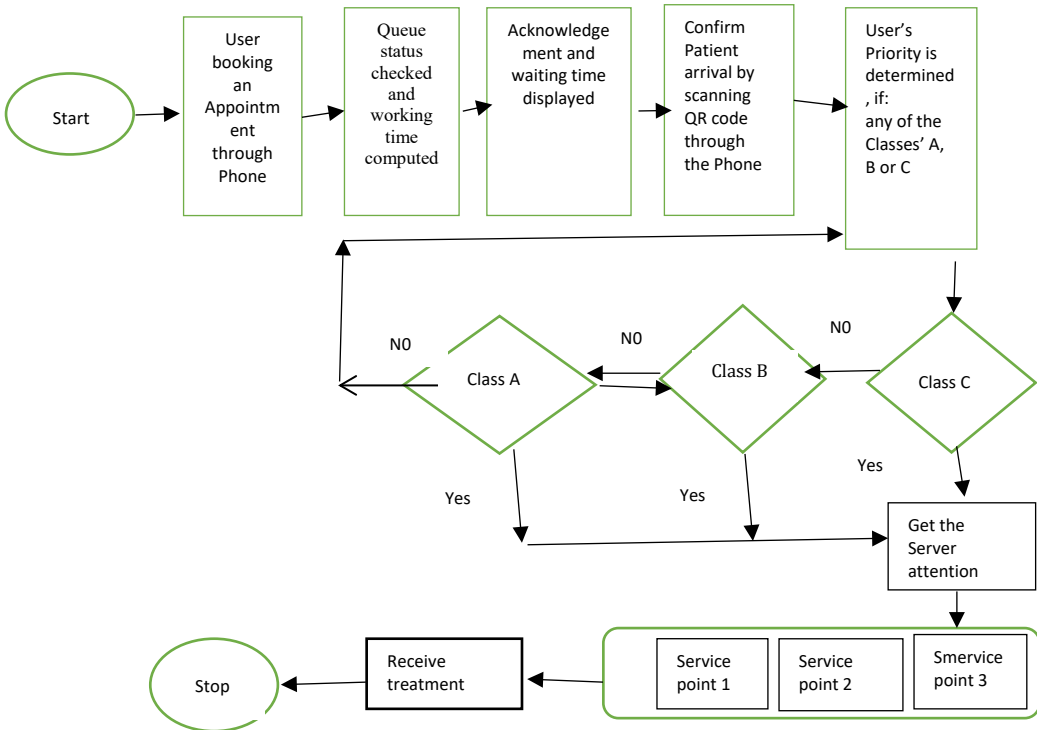 Start
User
booking
an
Appointm
ent
through
Phone
Queue
status
checked
and
working
time
computed
Acknowledge
ment and
waiting time
displayed
Confirm
Patient
arrival by
scanning
QR code
through
the Phone
User's
Priority is
determined
, if:
any of the
Classes' A,
B or C
N0
N0
N0
Class A
Class B
Class C
Yes
Yes
Yes
Get the
Server
attention
Stop
Receive
treatment
Service
point 1
Service
point 2
Smervice
point 3